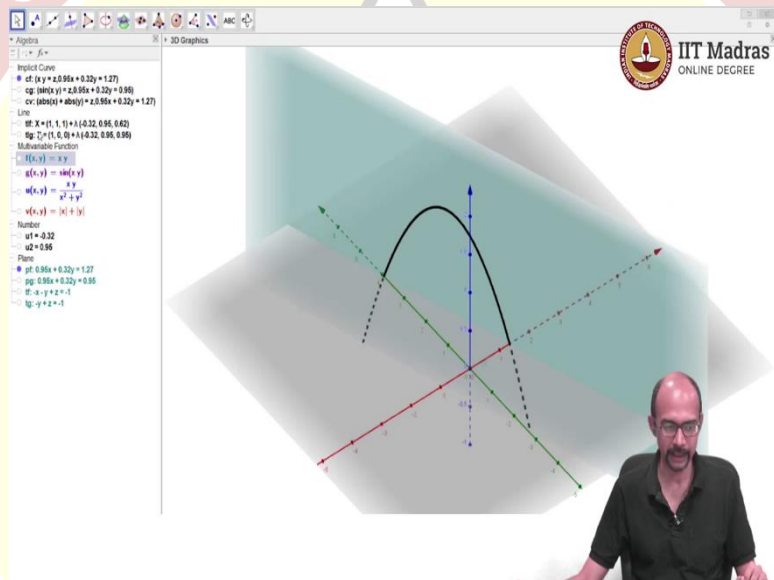 ABC
Algebra
3D Graphics
IIT Madras
ONLINE DEGREE
Implicit Curve
cf: (x y = z,0.95x + 0.32y = 1.27)
cg: (sin(x y) = z,0.95x + 0.32y = 0.95)
cv: (abs(x) + abs(y) = z,0.95x + 0.32y = 1.27)
Line
tlf: X = (1, 1, 1) + λ (-0.32, 0.95, 0.62)
tlg: X = (1, 0, 0) + λ (-0.32, 0.95, 0.95)
Multivariable Function
f(x, y) = x y
g(x, y) = sin(x y)
u(x, y) = x y / x² + y²
v(x, y) = |x| + |y|
Number
u1 = -0.32
u2 = 0.95
Plane
pf: 0.95x + 0.32y = 1.27
pg: 0.95x + 0.32y = 0.95
tf: -x - y + z = -1
tg: -y + z = -1